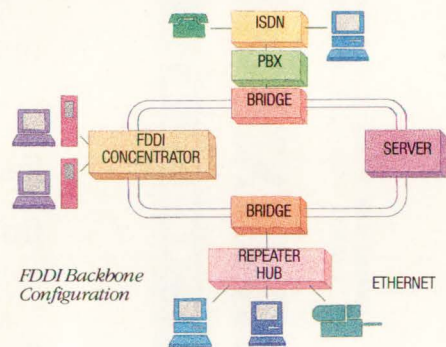 ISDN
PBX
BRIDGE
FDDI
CONCENTRATOR
SERVER
BRIDGE
REPEATER
HUB
FDDI Backbone
Configuration
ETHERNET